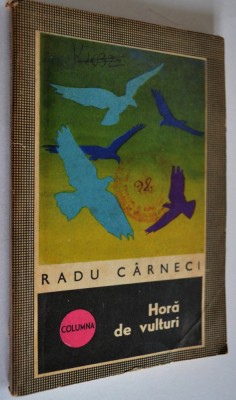 RADU CÂRNECI
COLUMNA
Horă
de vulturi